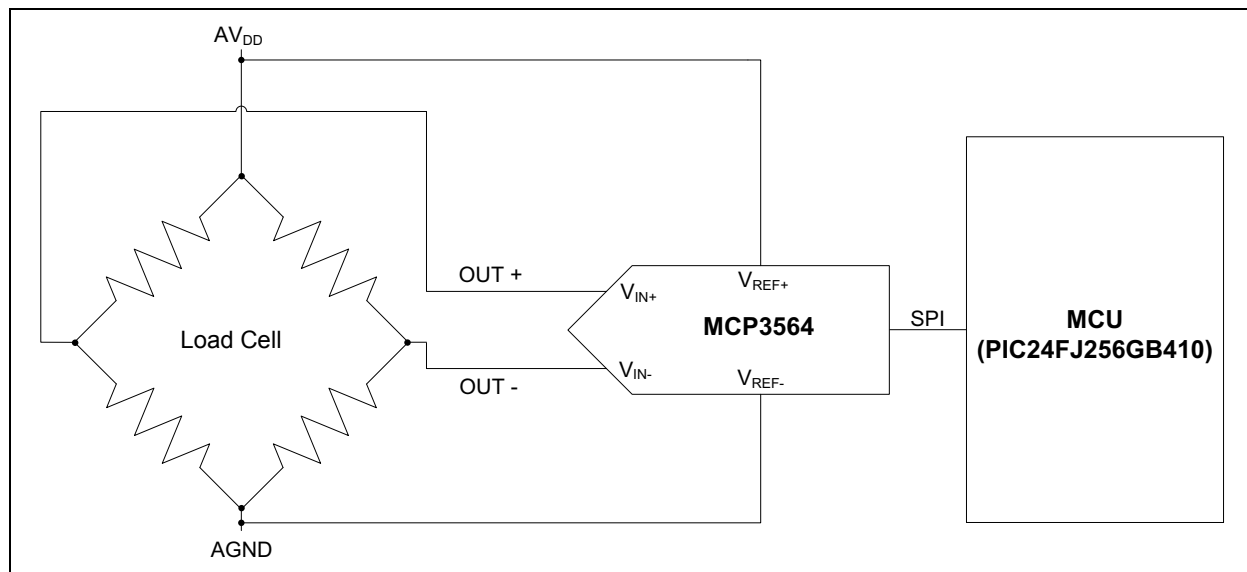 AVDD
OUT +
VIN+
VREF+
MCP3564
SPI
MCU
(PIC24FJ256GB410)
Load Cell
VIN-
OUT -
VREF-
AGND